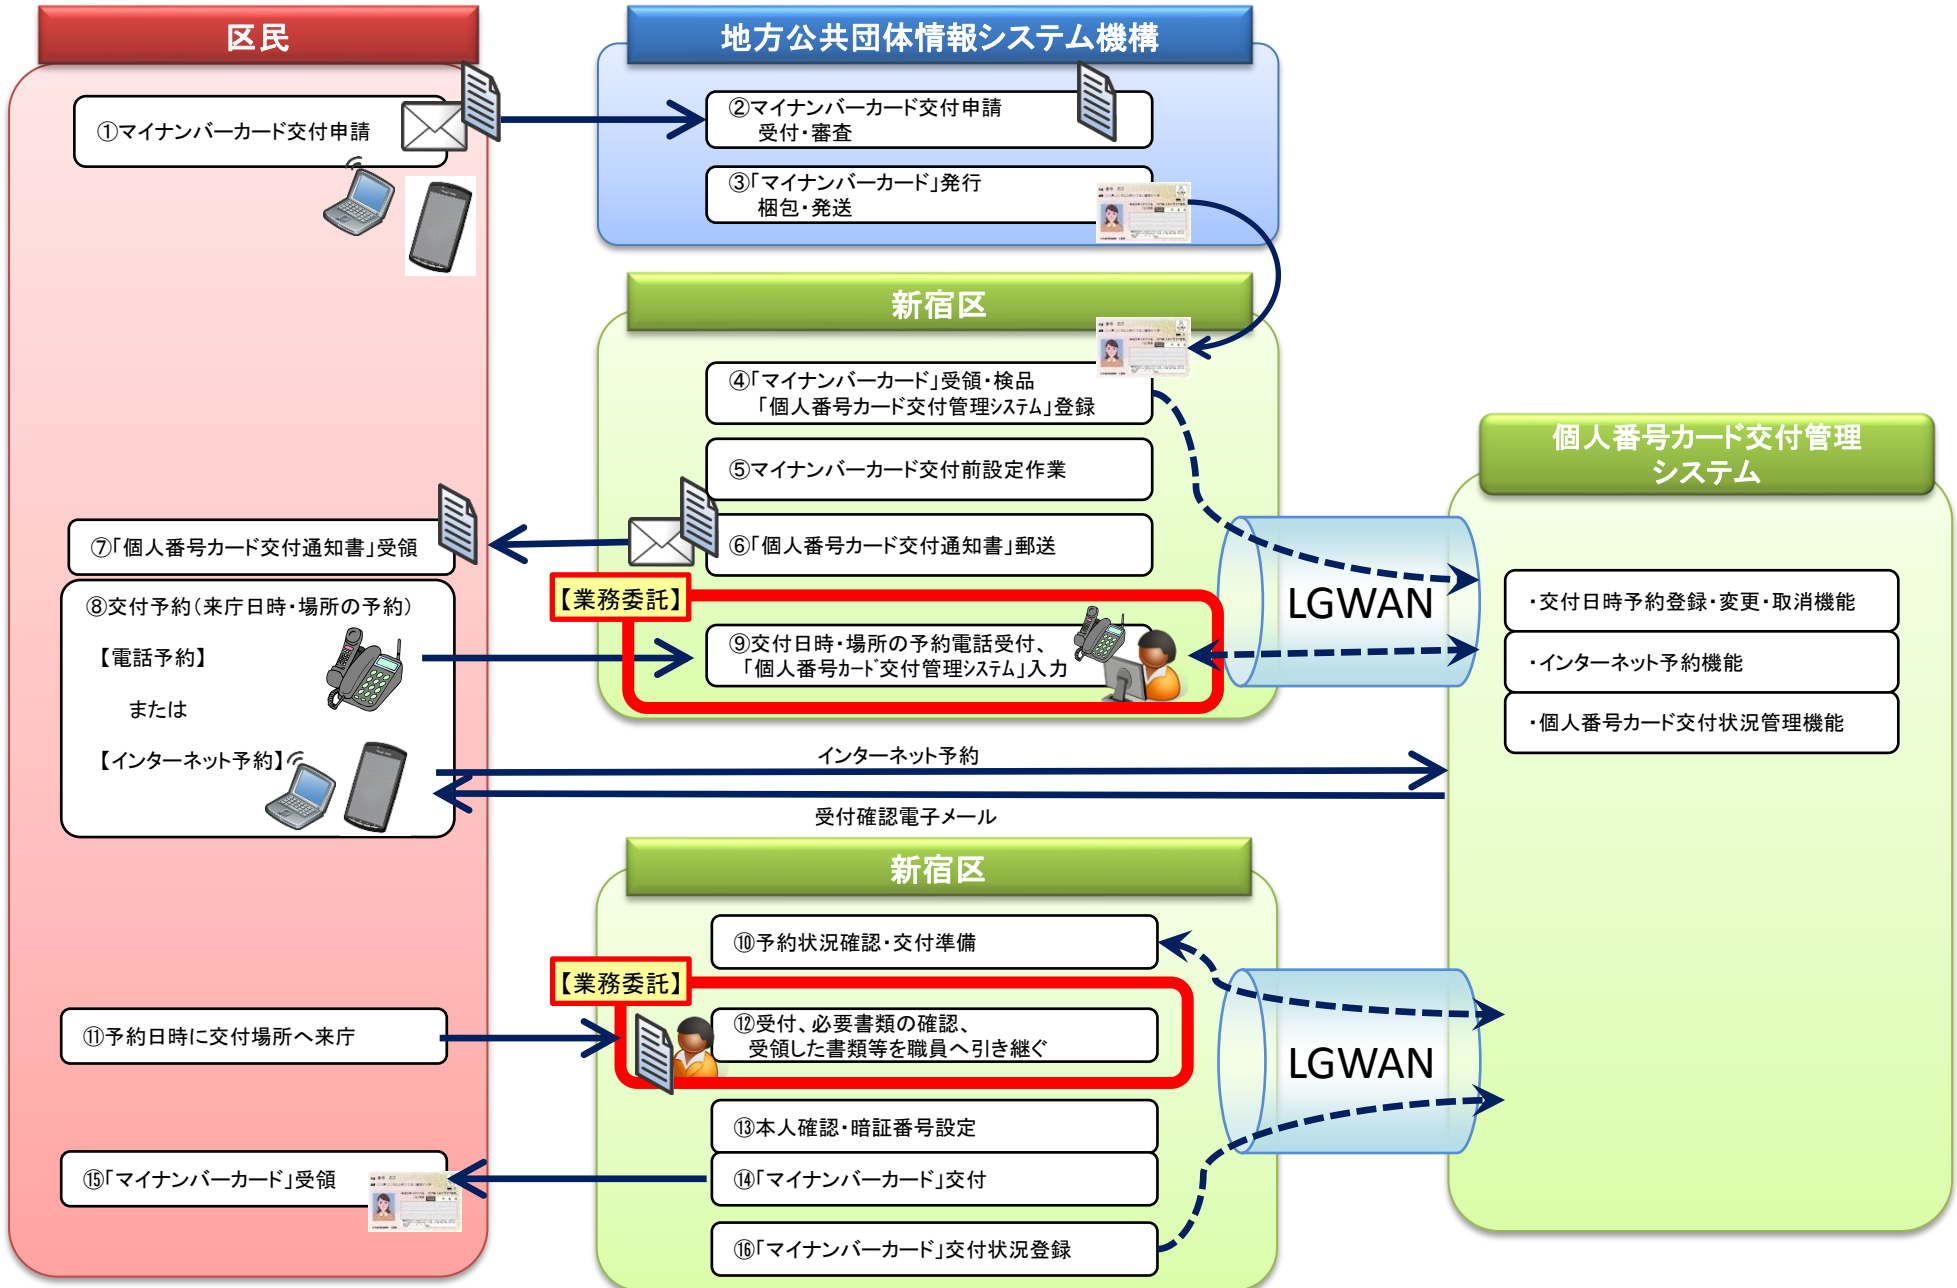 区民
地方公共団体情報システム機構
①マイナンバーカード交付申請
②マイナンバーカード交付申請
受付・審査
③「マイナンバーカード」発行
梱包・発送
新宿区
④「マイナンバーカード」受領・検品
「個人番号カード交付管理システム」登録
⑤マイナンバーカード交付前設定作業
⑥「個人番号カード交付通知書」郵送
⑦「個人番号カード交付通知書」受領
⑧交付予約（来庁日時・場所の予約）
【電話予約】
または
【インターネット予約】
【業務委託】
⑨交付日時・場所の予約電話受付、
「個人番号カード交付管理システム」入力
LGWAN
個人番号カード交付管理
システム
・交付日時予約登録・変更・取消機能
・インターネット予約機能
・個人番号カード交付状況管理機能
インターネット予約
受付確認電子メール
新宿区
⑩予約状況確認・交付準備
【業務委託】
⑪予約日時に交付場所へ来庁
⑫受付、必要書類の確認、
受領した書類等を職員へ引き継ぐ
LGWAN
⑬本人確認・暗証番号設定
⑭「マイナンバーカード」交付
⑮「マイナンバーカード」受領
⑯「マイナンバーカード」交付状況登録